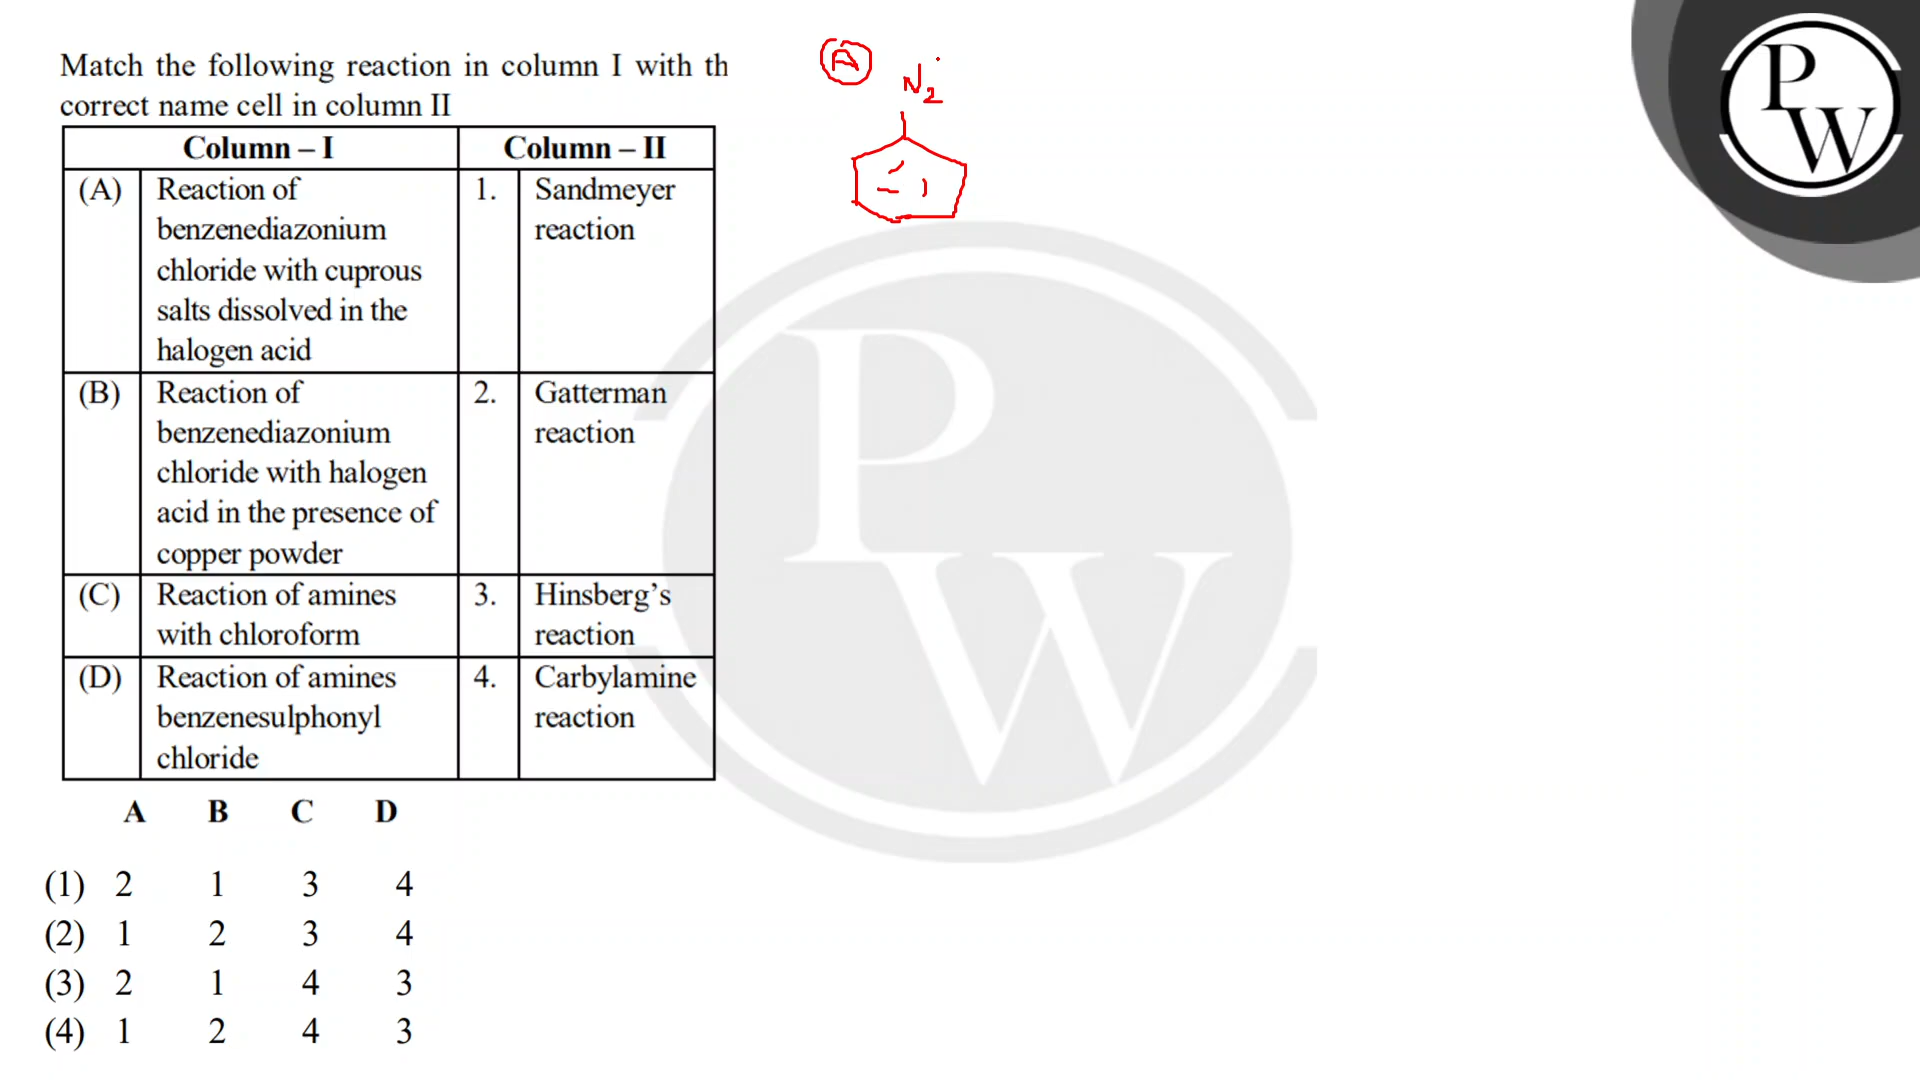 Match the following reaction in column I with th
correct name cell in column II
Column – I Column – II
(A) Reaction of benzenediazonium chloride with cuprous salts dissolved in the halogen acid 1. Sandmeyer reaction
(B) Reaction of benzenediazonium chloride with halogen acid in the presence of copper powder 2. Gatterman reaction
(C) Reaction of amines with chloroform 3. Hinsberg’s reaction
(D) Reaction of amines benzenesulphonyl chloride 4. Carbylamine reaction
A B C D
(1) 2 1 3 4
(2) 1 2 3 4
(3) 2 1 4 3
(4) 1 2 4 3
A
N2
PW
PW